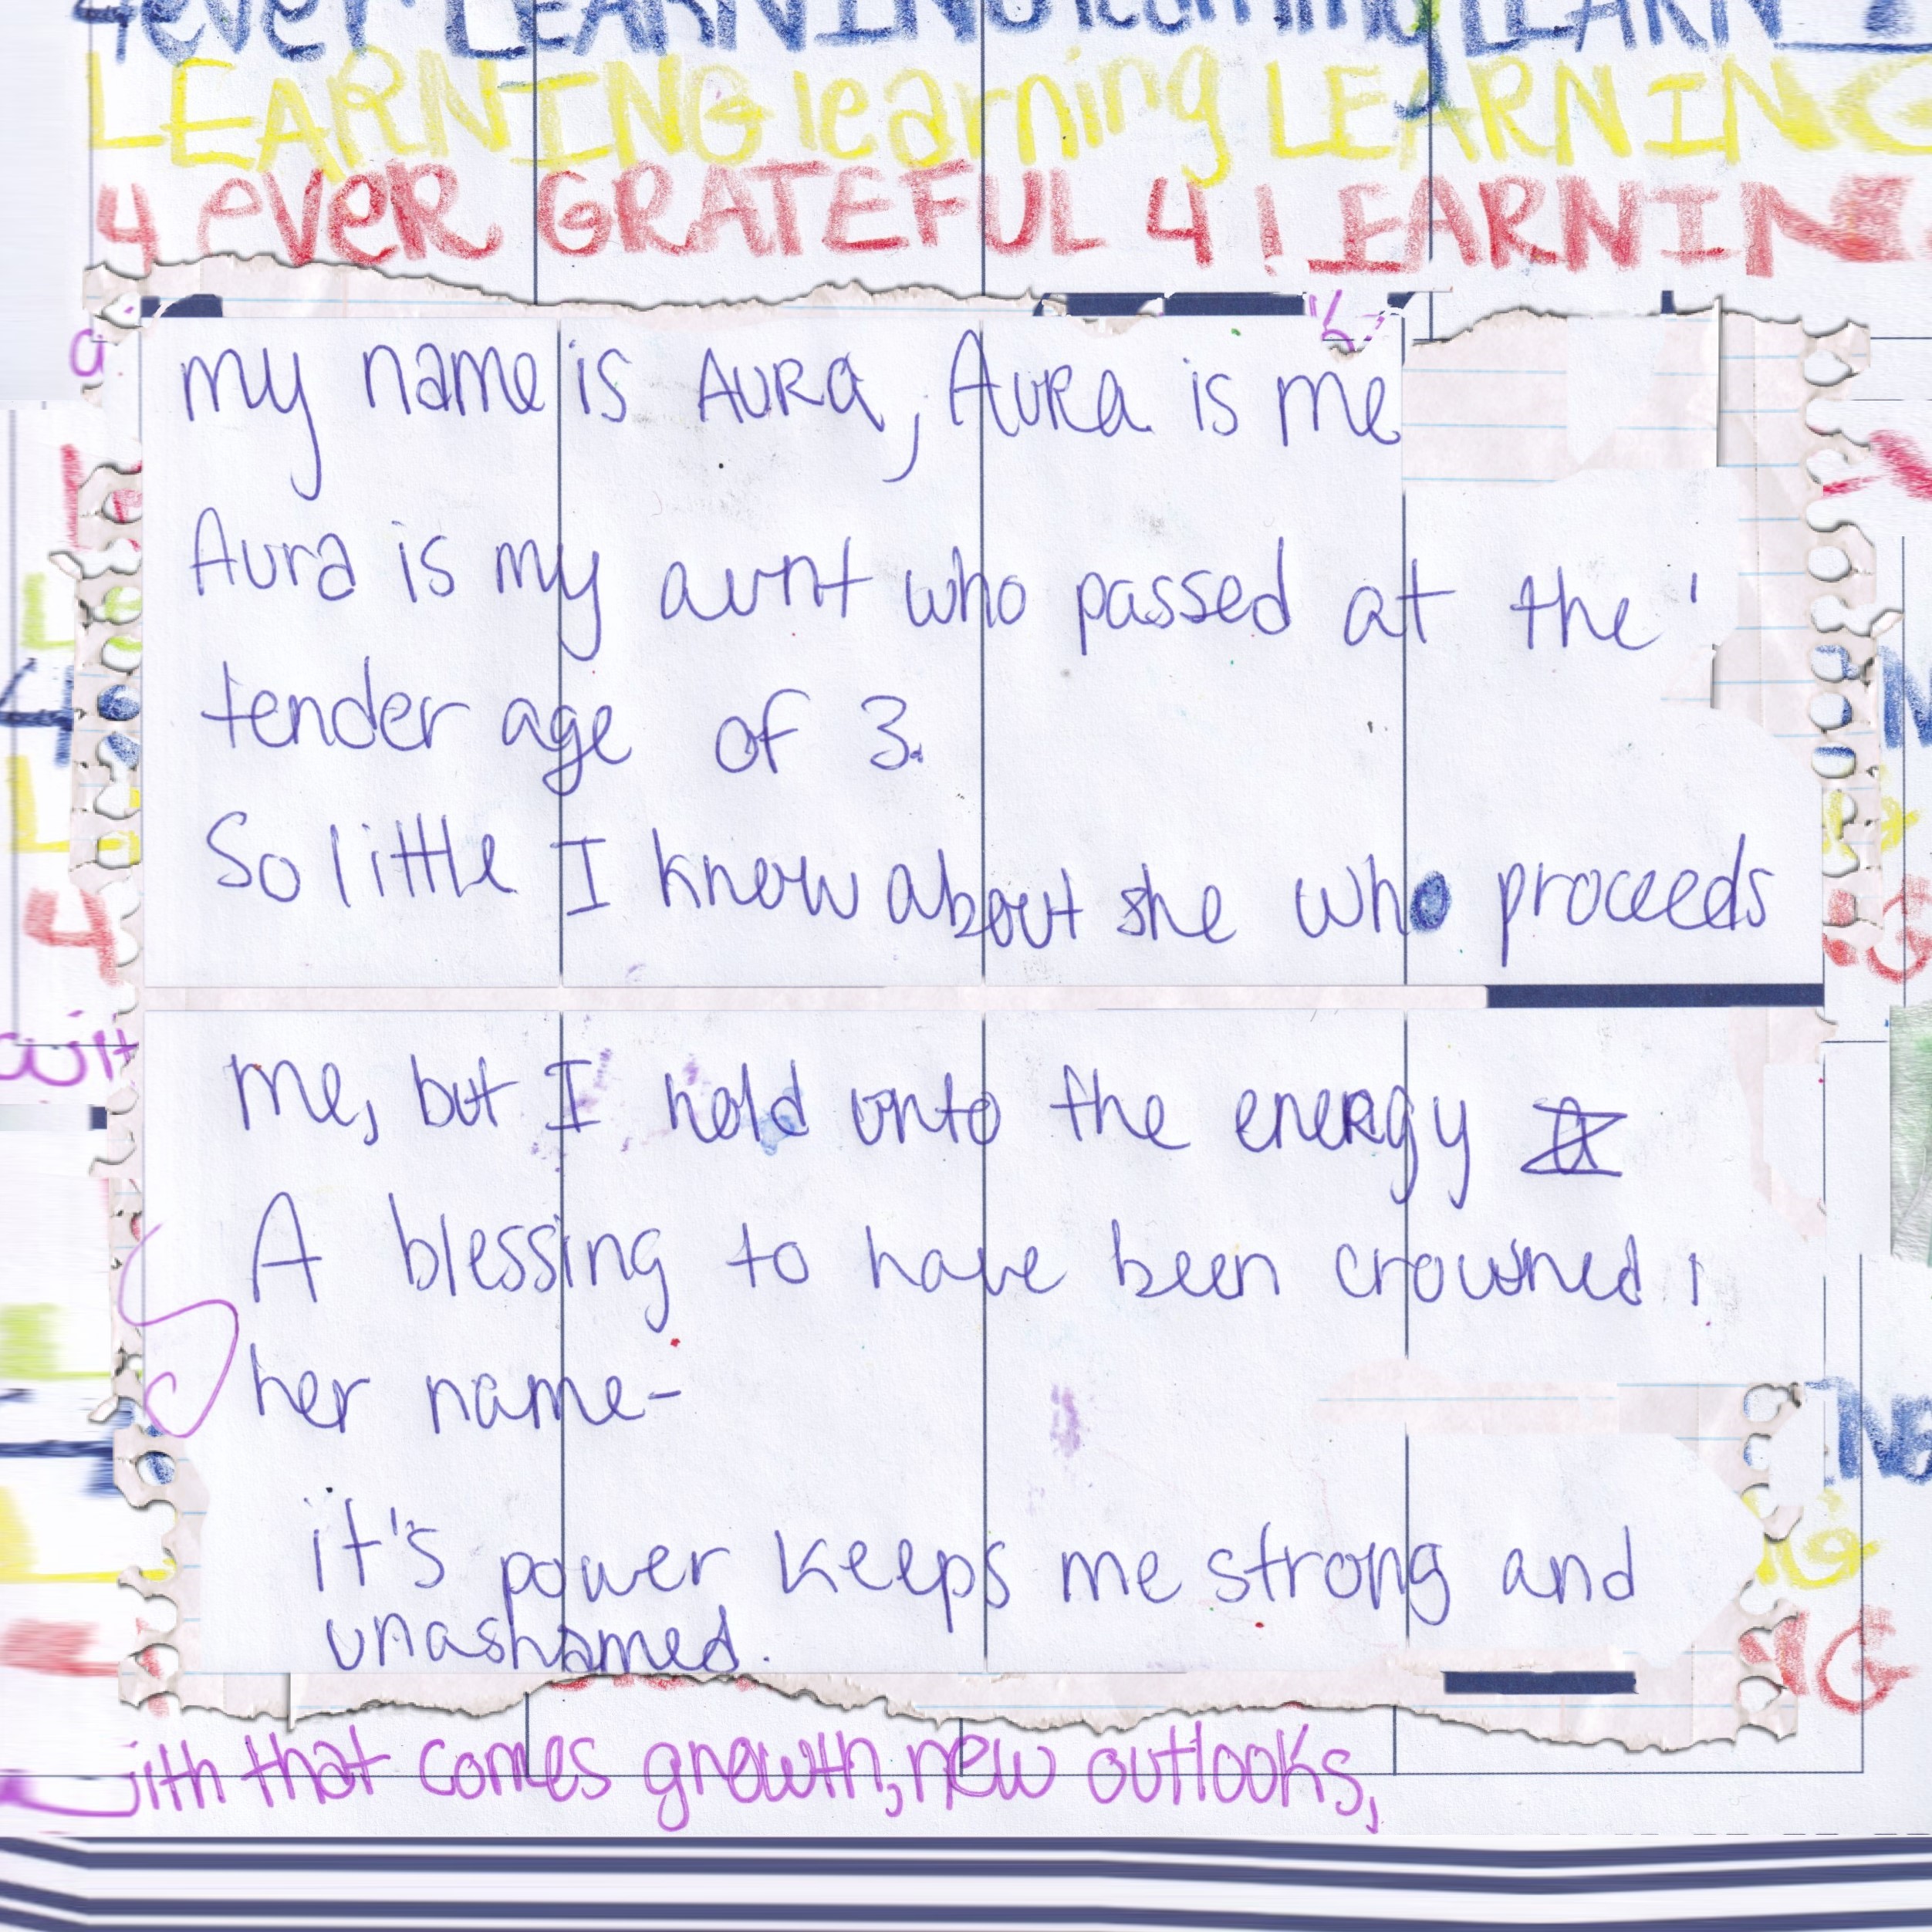 4ever LEARNING learning LEARN
LEARNING learning LEARNING
4 eVeR GRATEFUL 4 LEARNIN
my name is AURa, AuRa is me
Aura is my aunt who passed at the
tender age of 3.
So little I know about she who proceeds
me, but I hold onto the energy
A blessing to have been crowned
her name-
it's power keeps me strong and
unashamed.
with that comes growth, new outlooks,